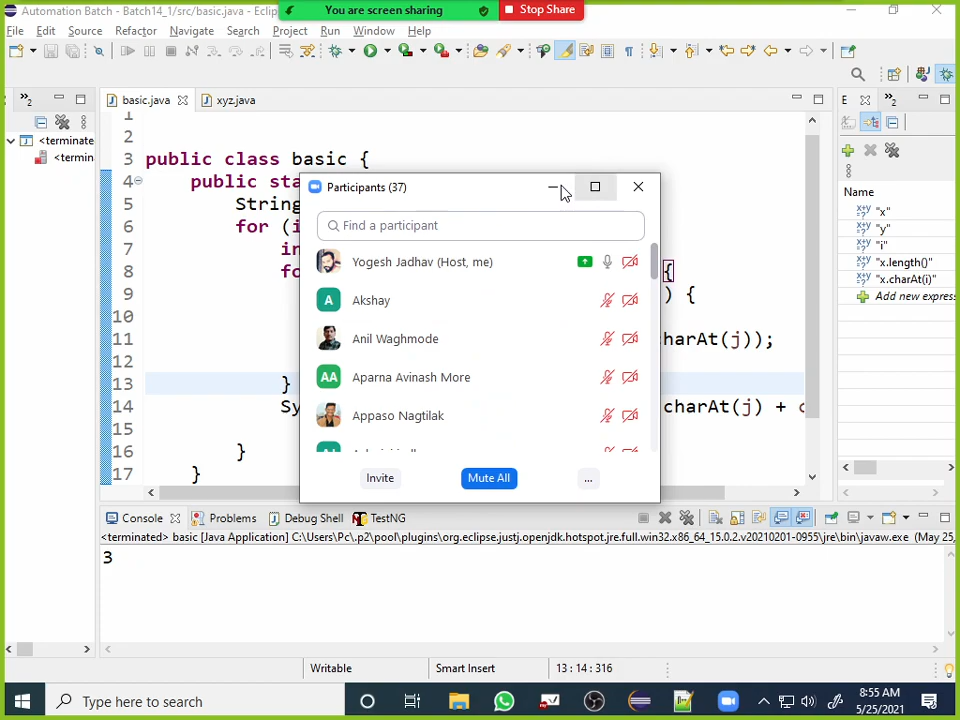 Automation Batch - Batch14_1/src/basic.java - Eclip
You are screen sharing
Stop Share
File Edit Source Refactor Navigate Search Project Run Window Help
basic.java
xyz.java
E
<terminate
<termin
1
2
3 public class basic {
4 public sta
5 String
6 for (i
7 in
8 fo {
9 ) {
10
11 harAt(j));
12
13 }
14 Sy charAt(j) + c
15
16 }
17 }
Participants (37)
Find a participant
Yogesh Jadhav (Host, me)
A Akshay
Anil Waghmode
AA Aparna Avinash More
Appaso Nagtilak
Invite
Mute All
...
Name
"x"
"y"
"i"
"x.length()"
"x.charAt(i)"
Add new express
Console Problems Debug Shell TestNG
<terminated> basic [Java Application] C:\Users\Pc\.p2\pool\plugins\org.eclipse.justj.openjdk.hotspot.jre.full.win32.x86_64_15.0.2.v20210201-0955\jre\bin\javaw.exe (May 25,
3
Writable Smart Insert 13 : 14 : 316
Type here to search
8:55 AM
5/25/2021